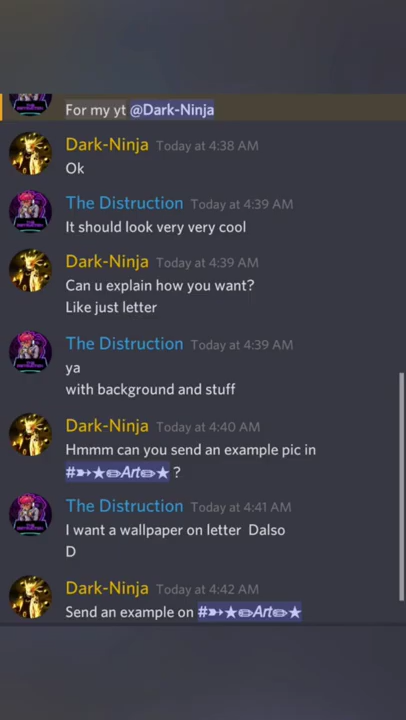 For my yt @Dark-Ninja
Dark-Ninja Today at 4:38 AM
Ok
The Distruction Today at 4:39 AM
It should look very very cool
Dark-Ninja Today at 4:39 AM
Can u explain how you want?
Like just letter
The Distruction Today at 4:39 AM
ya
with background and stuff
Dark-Ninja Today at 4:40 AM
Hmmm can you send an example pic in
#➳★✏Art✏★ ?
The Distruction Today at 4:41 AM
I want a wallpaper on letter Dalso
D
Dark-Ninja Today at 4:42 AM
Send an example on #➳★✏Art✏★